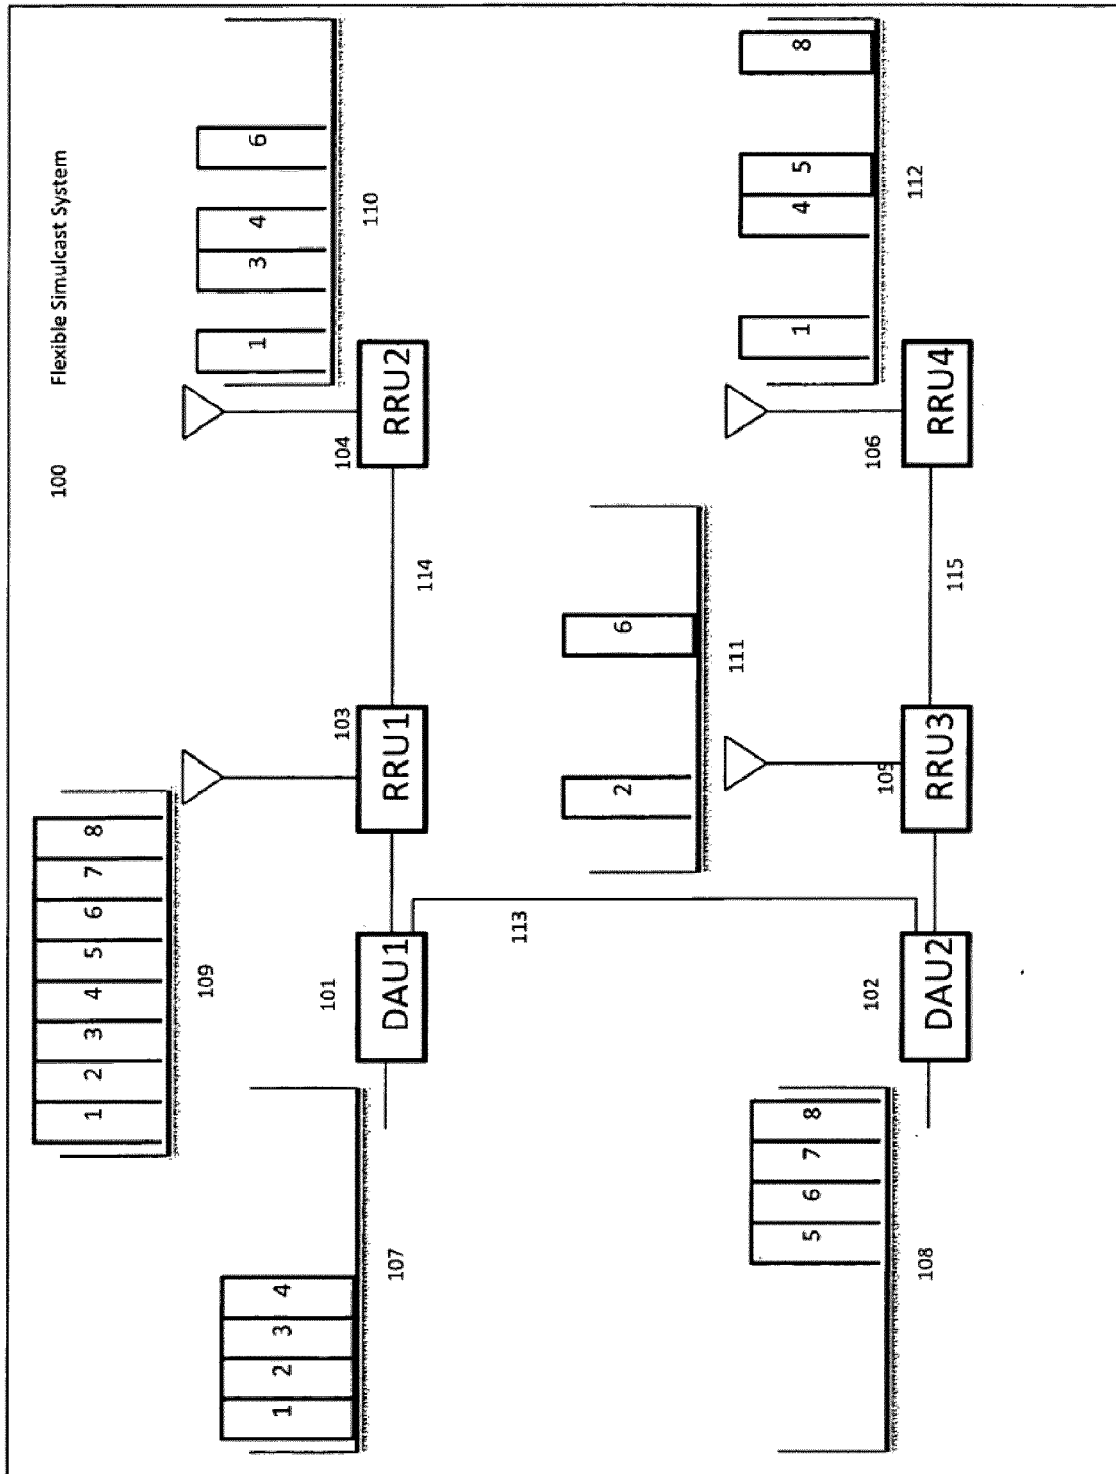 100 Flexible Simulcast System
1 2 3 4 5 6 7 8
109
1 3 4 6
110
1 2 3 4
107
101
DAU1
103
RRU1
114
104
RRU2
113
2 6
111
5 6 7 8
108
102
DAU2
105
RRU3
115
106
RRU4
1 4 5 8
112